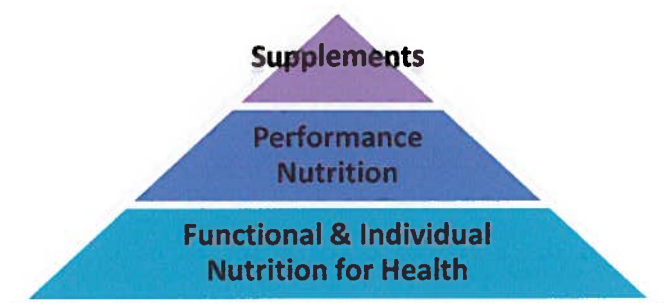 Supplements
Performance
Nutrition
Functional & Individual
Nutrition for Health